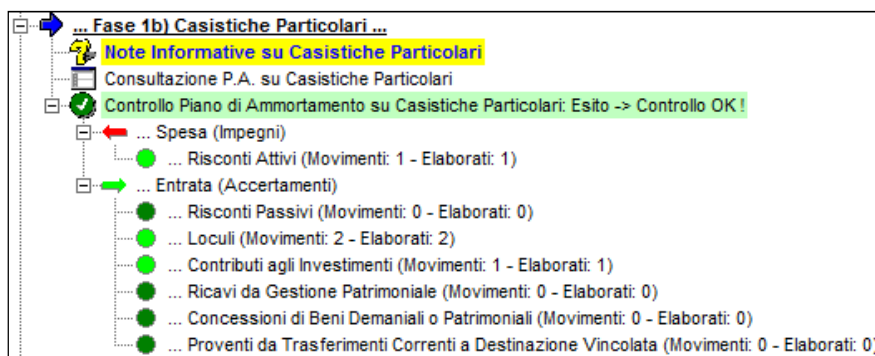 ... Fase 1b) Casistiche Particolari ...
Note Informative su Casistiche Particolari
Consultazione P.A. su Casistiche Particolari
Controllo Piano di Ammortamento su Casistiche Particolari: Esito -> Controllo OK !
... Spesa (Impegni)
... Risconti Attivi (Movimenti: 1 - Elaborati: 1)
... Entrata (Accertamenti)
... Risconti Passivi (Movimenti: 0 - Elaborati: 0)
... Loculi (Movimenti: 2 - Elaborati: 2)
... Contributi agli Investimenti (Movimenti: 1 - Elaborati: 1)
... Ricavi da Gestione Patrimoniale (Movimenti: 0 - Elaborati: 0)
... Concessioni di Beni Demaniali o Patrimoniali (Movimenti: 0 - Elaborati: 0)
... Proventi da Trasferimenti Correnti a Destinazione Vincolata (Movimenti: 0 - Elaborati: 0)